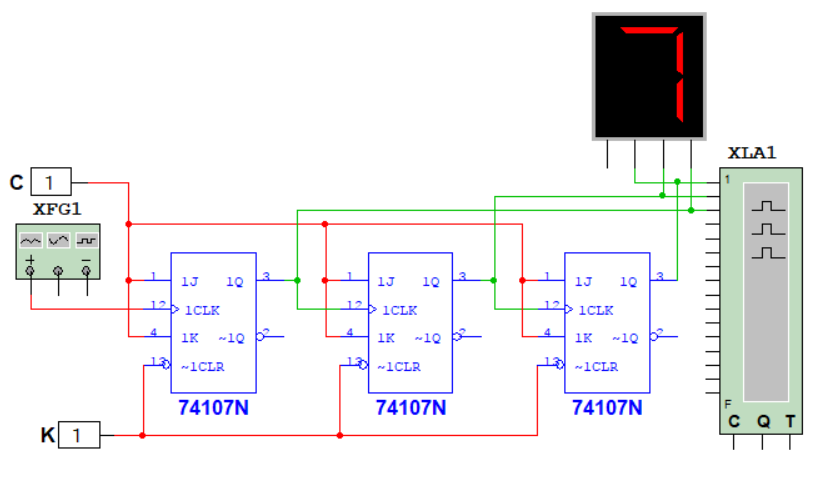 7
XLA1
C 1
XFG1
+ −
1
F
C Q T
1 1J 1Q 3
12 1CLK
4 1K ~1Q 2
13 ~1CLR
74107N
1 1J 1Q 3
12 1CLK
4 1K ~1Q 2
13 ~1CLR
74107N
1 1J 1Q 3
12 1CLK
4 1K ~1Q 2
13 ~1CLR
74107N
K 1